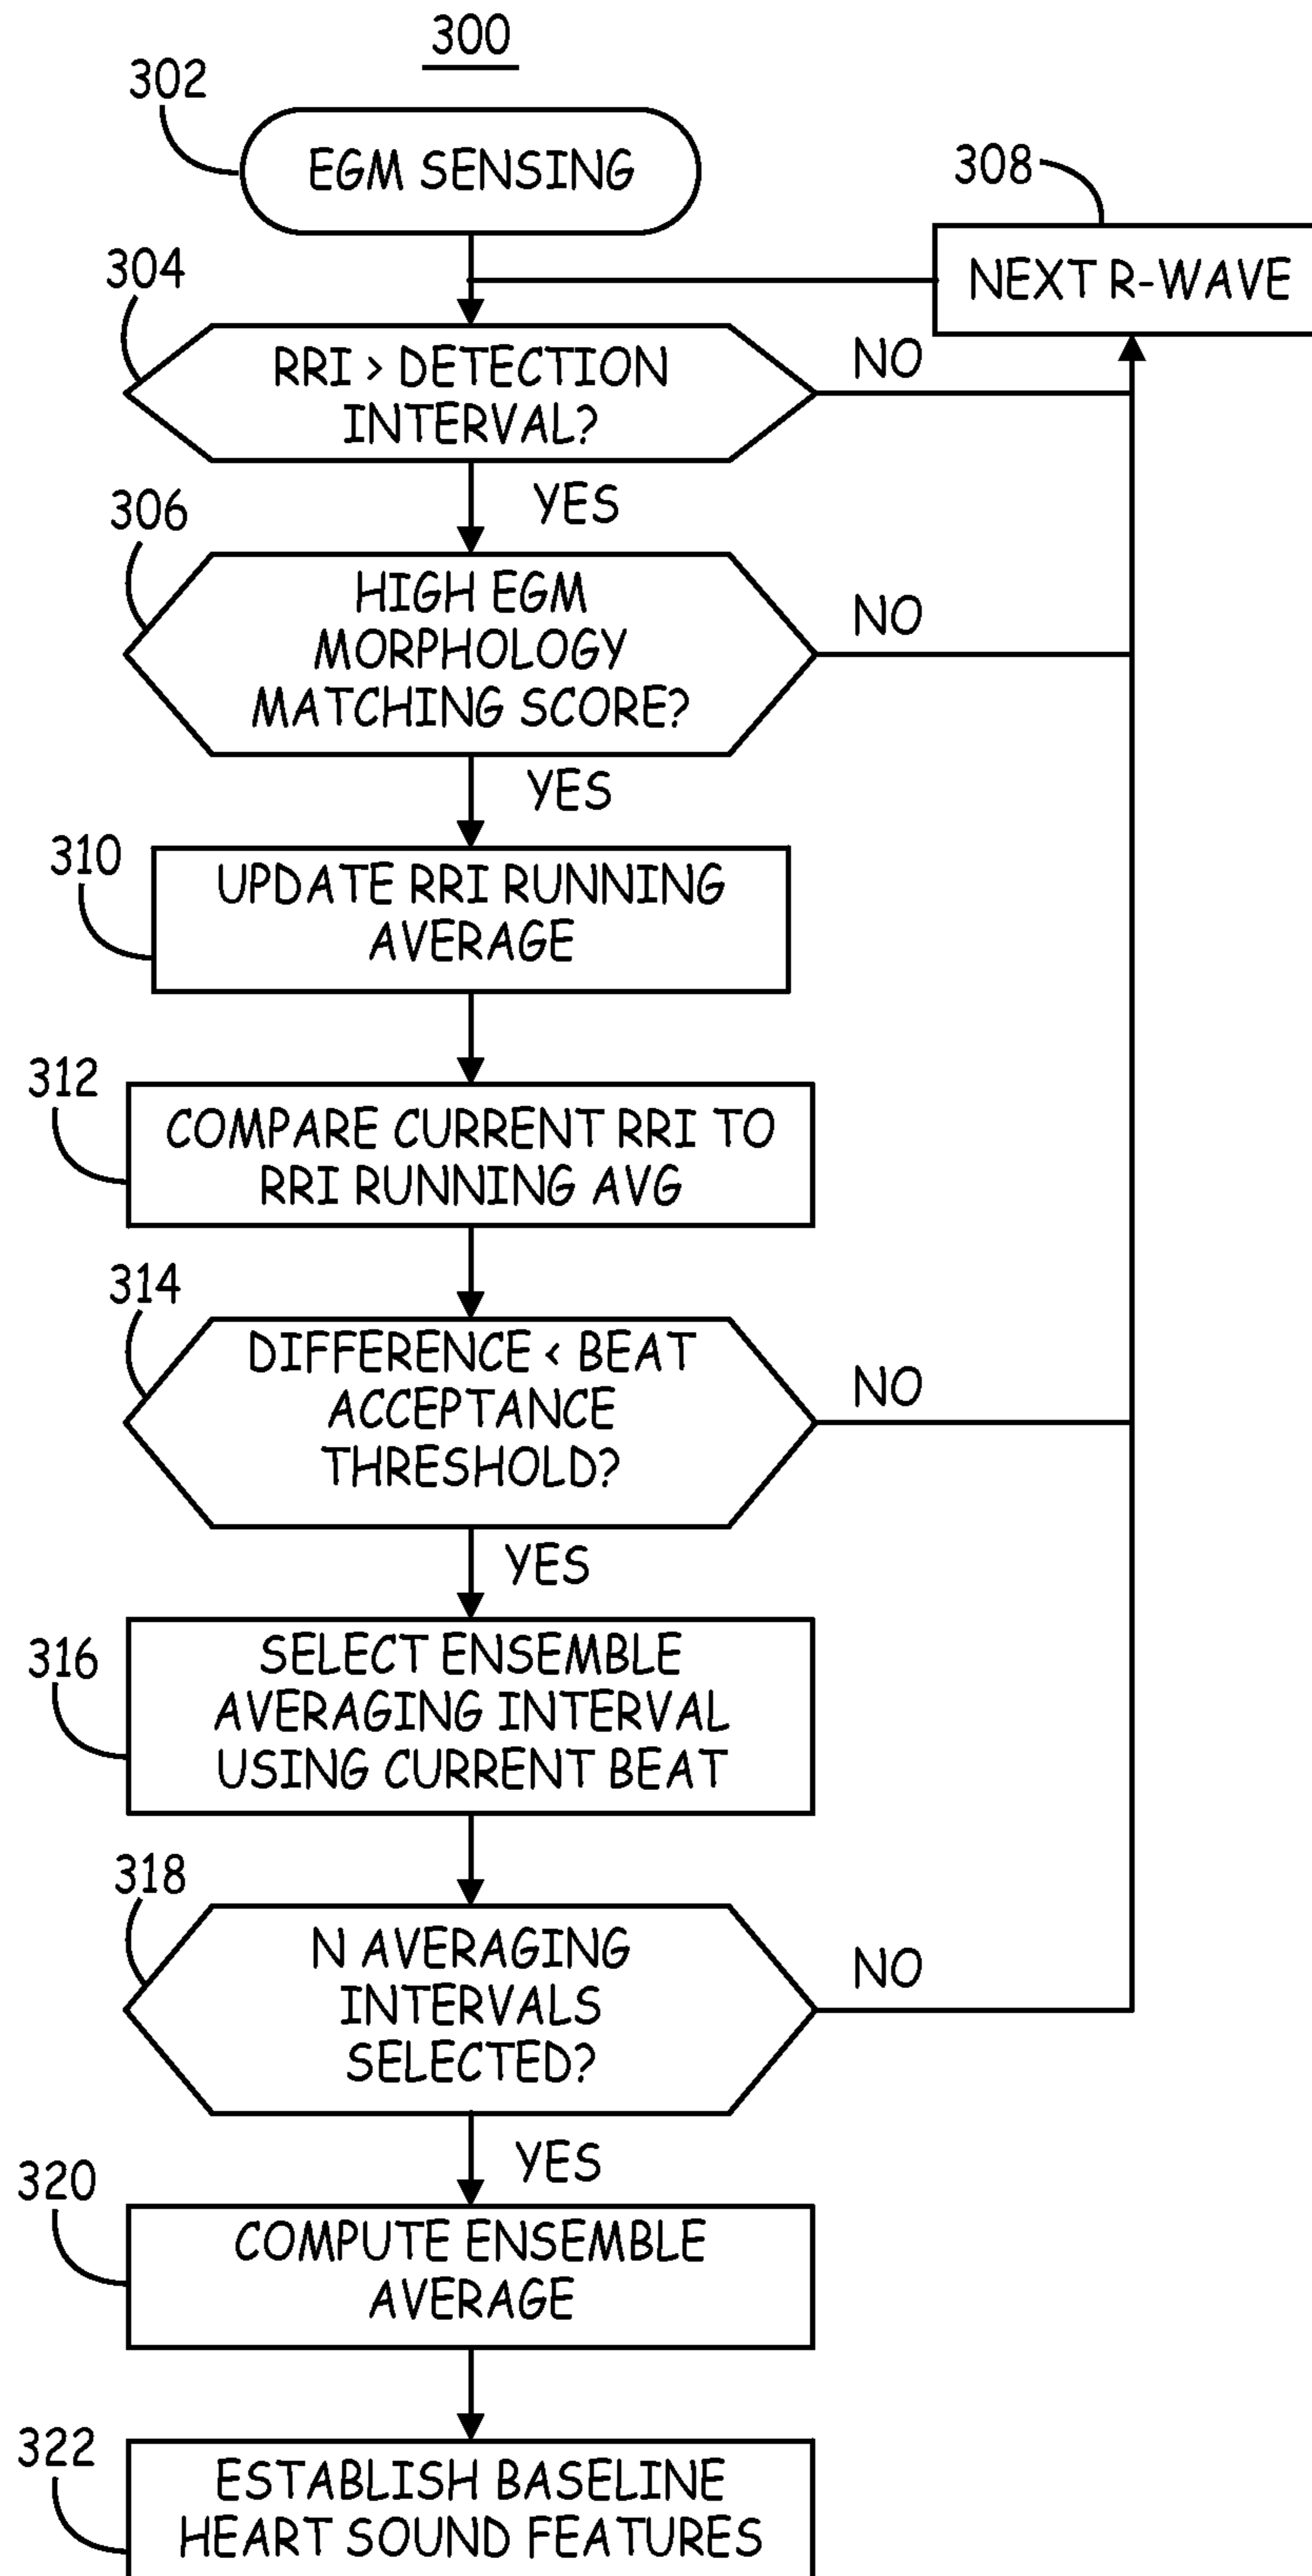 300
302
EGM SENSING
308
NEXT R-WAVE
304
RRI > DETECTION
INTERVAL?
NO
YES
306
HIGH EGM
MORPHOLOGY
MATCHING SCORE?
NO
YES
310
UPDATE RRI RUNNING
AVERAGE
312
COMPARE CURRENT RRI TO
RRI RUNNING AVG
314
DIFFERENCE < BEAT
ACCEPTANCE
THRESHOLD?
NO
YES
316
SELECT ENSEMBLE
AVERAGING INTERVAL
USING CURRENT BEAT
318
N AVERAGING
INTERVALS
SELECTED?
NO
YES
320
COMPUTE ENSEMBLE
AVERAGE
322
ESTABLISH BASELINE
HEART SOUND FEATURES